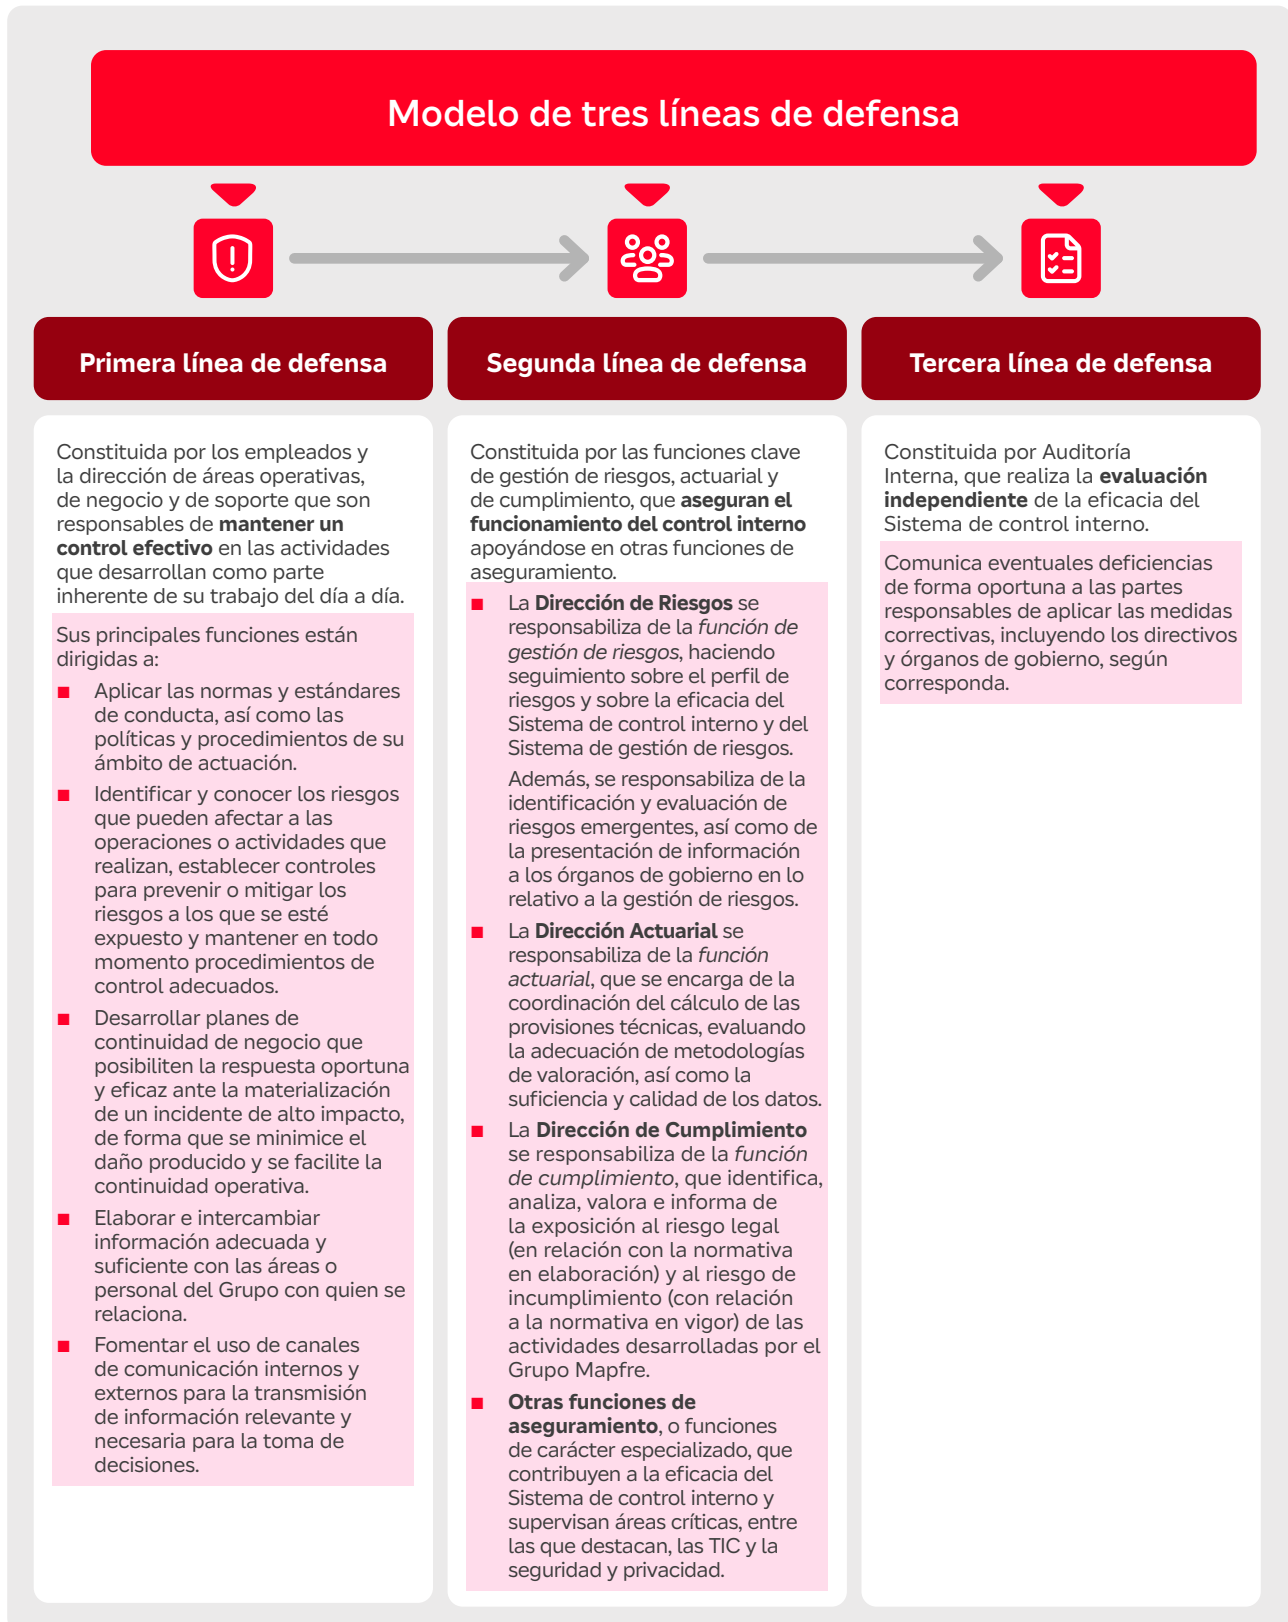 Modelo de tres líneas de defensa
Primera línea de defensa
Constituida por los empleados y
la dirección de áreas operativas,
de negocio y de soporte que son
responsables de mantener un
control efectivo en las actividades
que desarrollan como parte
inherente de su trabajo del día a día.
Sus principales funciones están
dirigidas a:
Aplicar las normas y estándares
de conducta, así como las
políticas y procedimientos de su
ámbito de actuación.
Identificar y conocer los riesgos
que pueden afectar a las
operaciones o actividades que
realizan, establecer controles
para prevenir o mitigar los
riesgos a los que se esté
expuesto y mantener en todo
momento procedimientos de
control adecuados.
Desarrollar planes de
continuidad de negocio que
posibiliten la respuesta oportuna
y eficaz ante la materialización
de un incidente de alto impacto,
de forma que se minimice el
daño producido y se facilite la
continuidad operativa.
Elaborar e intercambiar
información adecuada y
suficiente con las áreas o
personal del Grupo con quien se
relaciona.
Fomentar el uso de canales
de comunicación internos y
externos para la transmisión
de información relevante y
necesaria para la toma de
decisiones.
Segunda línea de defensa
Constituida por las funciones clave
de gestión de riesgos, actuarial y
de cumplimiento, que aseguran el
funcionamiento del control interno
apoyándose en otras funciones de
aseguramiento.
La Dirección de Riesgos se
responsabiliza de la función de
gestión de riesgos, haciendo
seguimiento sobre el perfil de
riesgos y sobre la eficacia del
Sistema de control interno y del
Sistema de gestión de riesgos.
Además, se responsabiliza de la
identificación y evaluación de
riesgos emergentes, así como de
la presentación de información
a los órganos de gobierno en lo
relativo a la gestión de riesgos.
La Dirección Actuarial se
responsabiliza de la función
actuarial, que se encarga de la
coordinación del cálculo de las
provisiones técnicas, evaluando
la adecuación de metodologías
de valoración, así como la
suficiencia y calidad de los datos.
La Dirección de Cumplimiento
se responsabiliza de la función
de cumplimiento, que identifica,
analiza, valora e informa de
la exposición al riesgo legal
(en relación con la normativa
en elaboración) y al riesgo de
incumplimiento (con relación
a la normativa en vigor) de las
actividades desarrolladas por el
Grupo Mapfre.
Otras funciones de
aseguramiento, o funciones
de carácter especializado, que
contribuyen a la eficacia del
Sistema de control interno y
supervisan áreas críticas, entre
las que destacan, las TIC y la
seguridad y privacidad.
Tercera línea de defensa
Constituida por Auditoría
Interna, que realiza la evaluación
independiente de la eficacia del
Sistema de control interno.
Comunica eventuales deficiencias
de forma oportuna a las partes
responsables de aplicar las medidas
correctivas, incluyendo los directivos
y órganos de gobierno, según
corresponda.